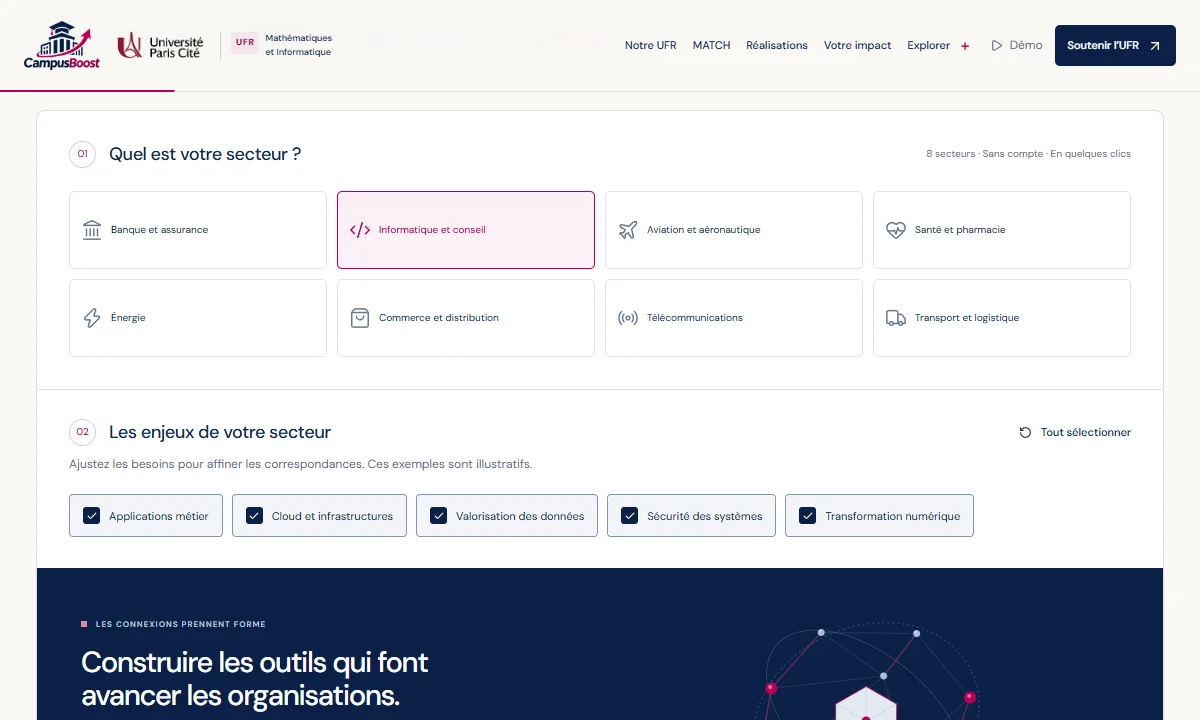 CampusBoost
Université
Paris Cité
UFR
Mathématiques
et Informatique
Notre UFR
MATCH
Réalisations
Votre impact
Explorer +
Démo
Soutenir l'UFR
01
Quel est votre secteur ?
8 secteurs · Sans compte · En quelques clics
Banque et assurance
Informatique et conseil
Aviation et aéronautique
Santé et pharmacie
Énergie
Commerce et distribution
Télécommunications
Transport et logistique
02
Les enjeux de votre secteur
Tout sélectionner
Ajustez les besoins pour affiner les correspondances. Ces exemples sont illustratifs.
Applications métier
Cloud et infrastructures
Valorisation des données
Sécurité des systèmes
Transformation numérique
LES CONNEXIONS PRENNENT FORME
Construire les outils qui font
avancer les organisations.